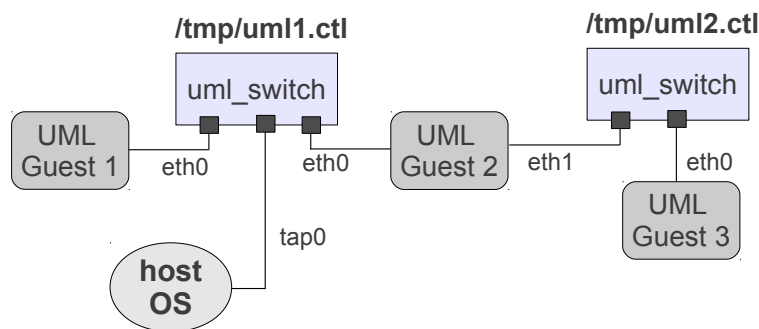 /tmp/uml1.ctl
/tmp/uml2.ctl
uml_switch
uml_switch
UML
Guest 1
eth0
eth0
UML
Guest 2
eth1
eth0
UML
Guest 3
tap0
host
OS